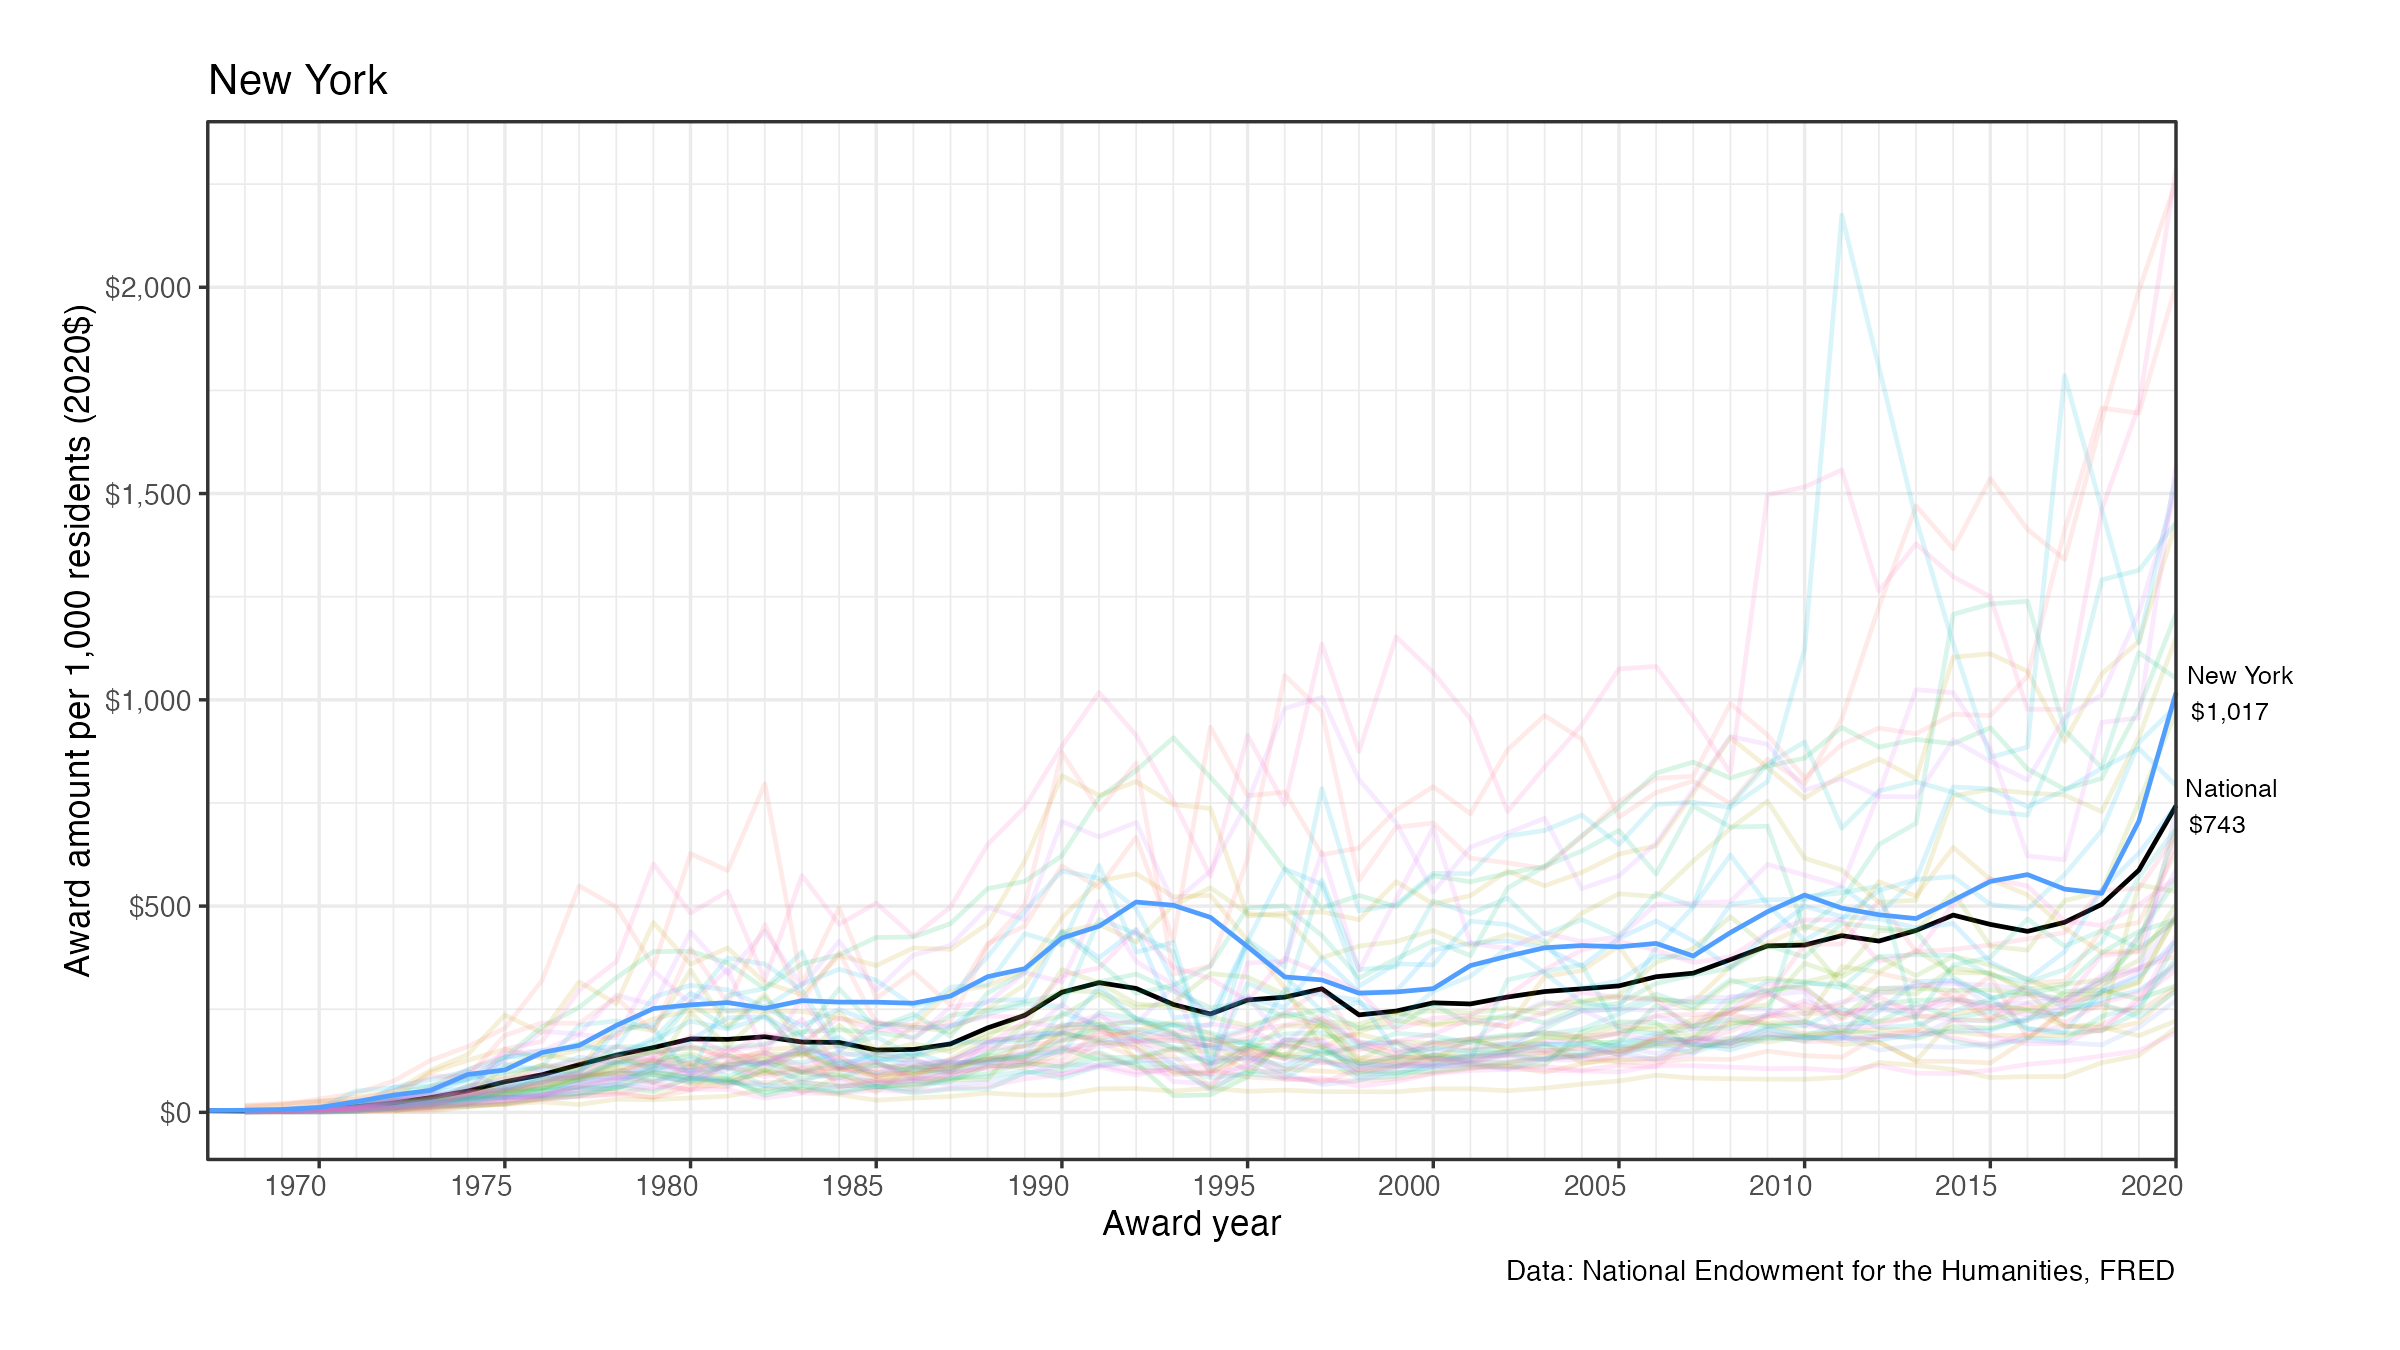 New York
Award amount per 1,000 residents (2020$)
$2,000
$1,500
$1,000
$500
$0
New York
$1,017
National
$743
1970 1975 1980 1985 1990 1995 2000 2005 2010 2015 2020
Award year
Data: National Endowment for the Humanities, FRED